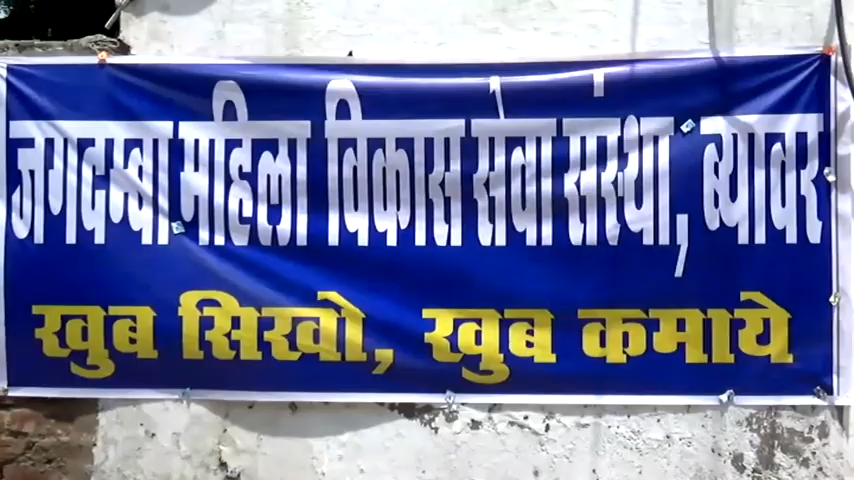 जगदम्बा महिला विकास सेवा संस्था, ब्यावर
खुब सिखो, खुब कमाये